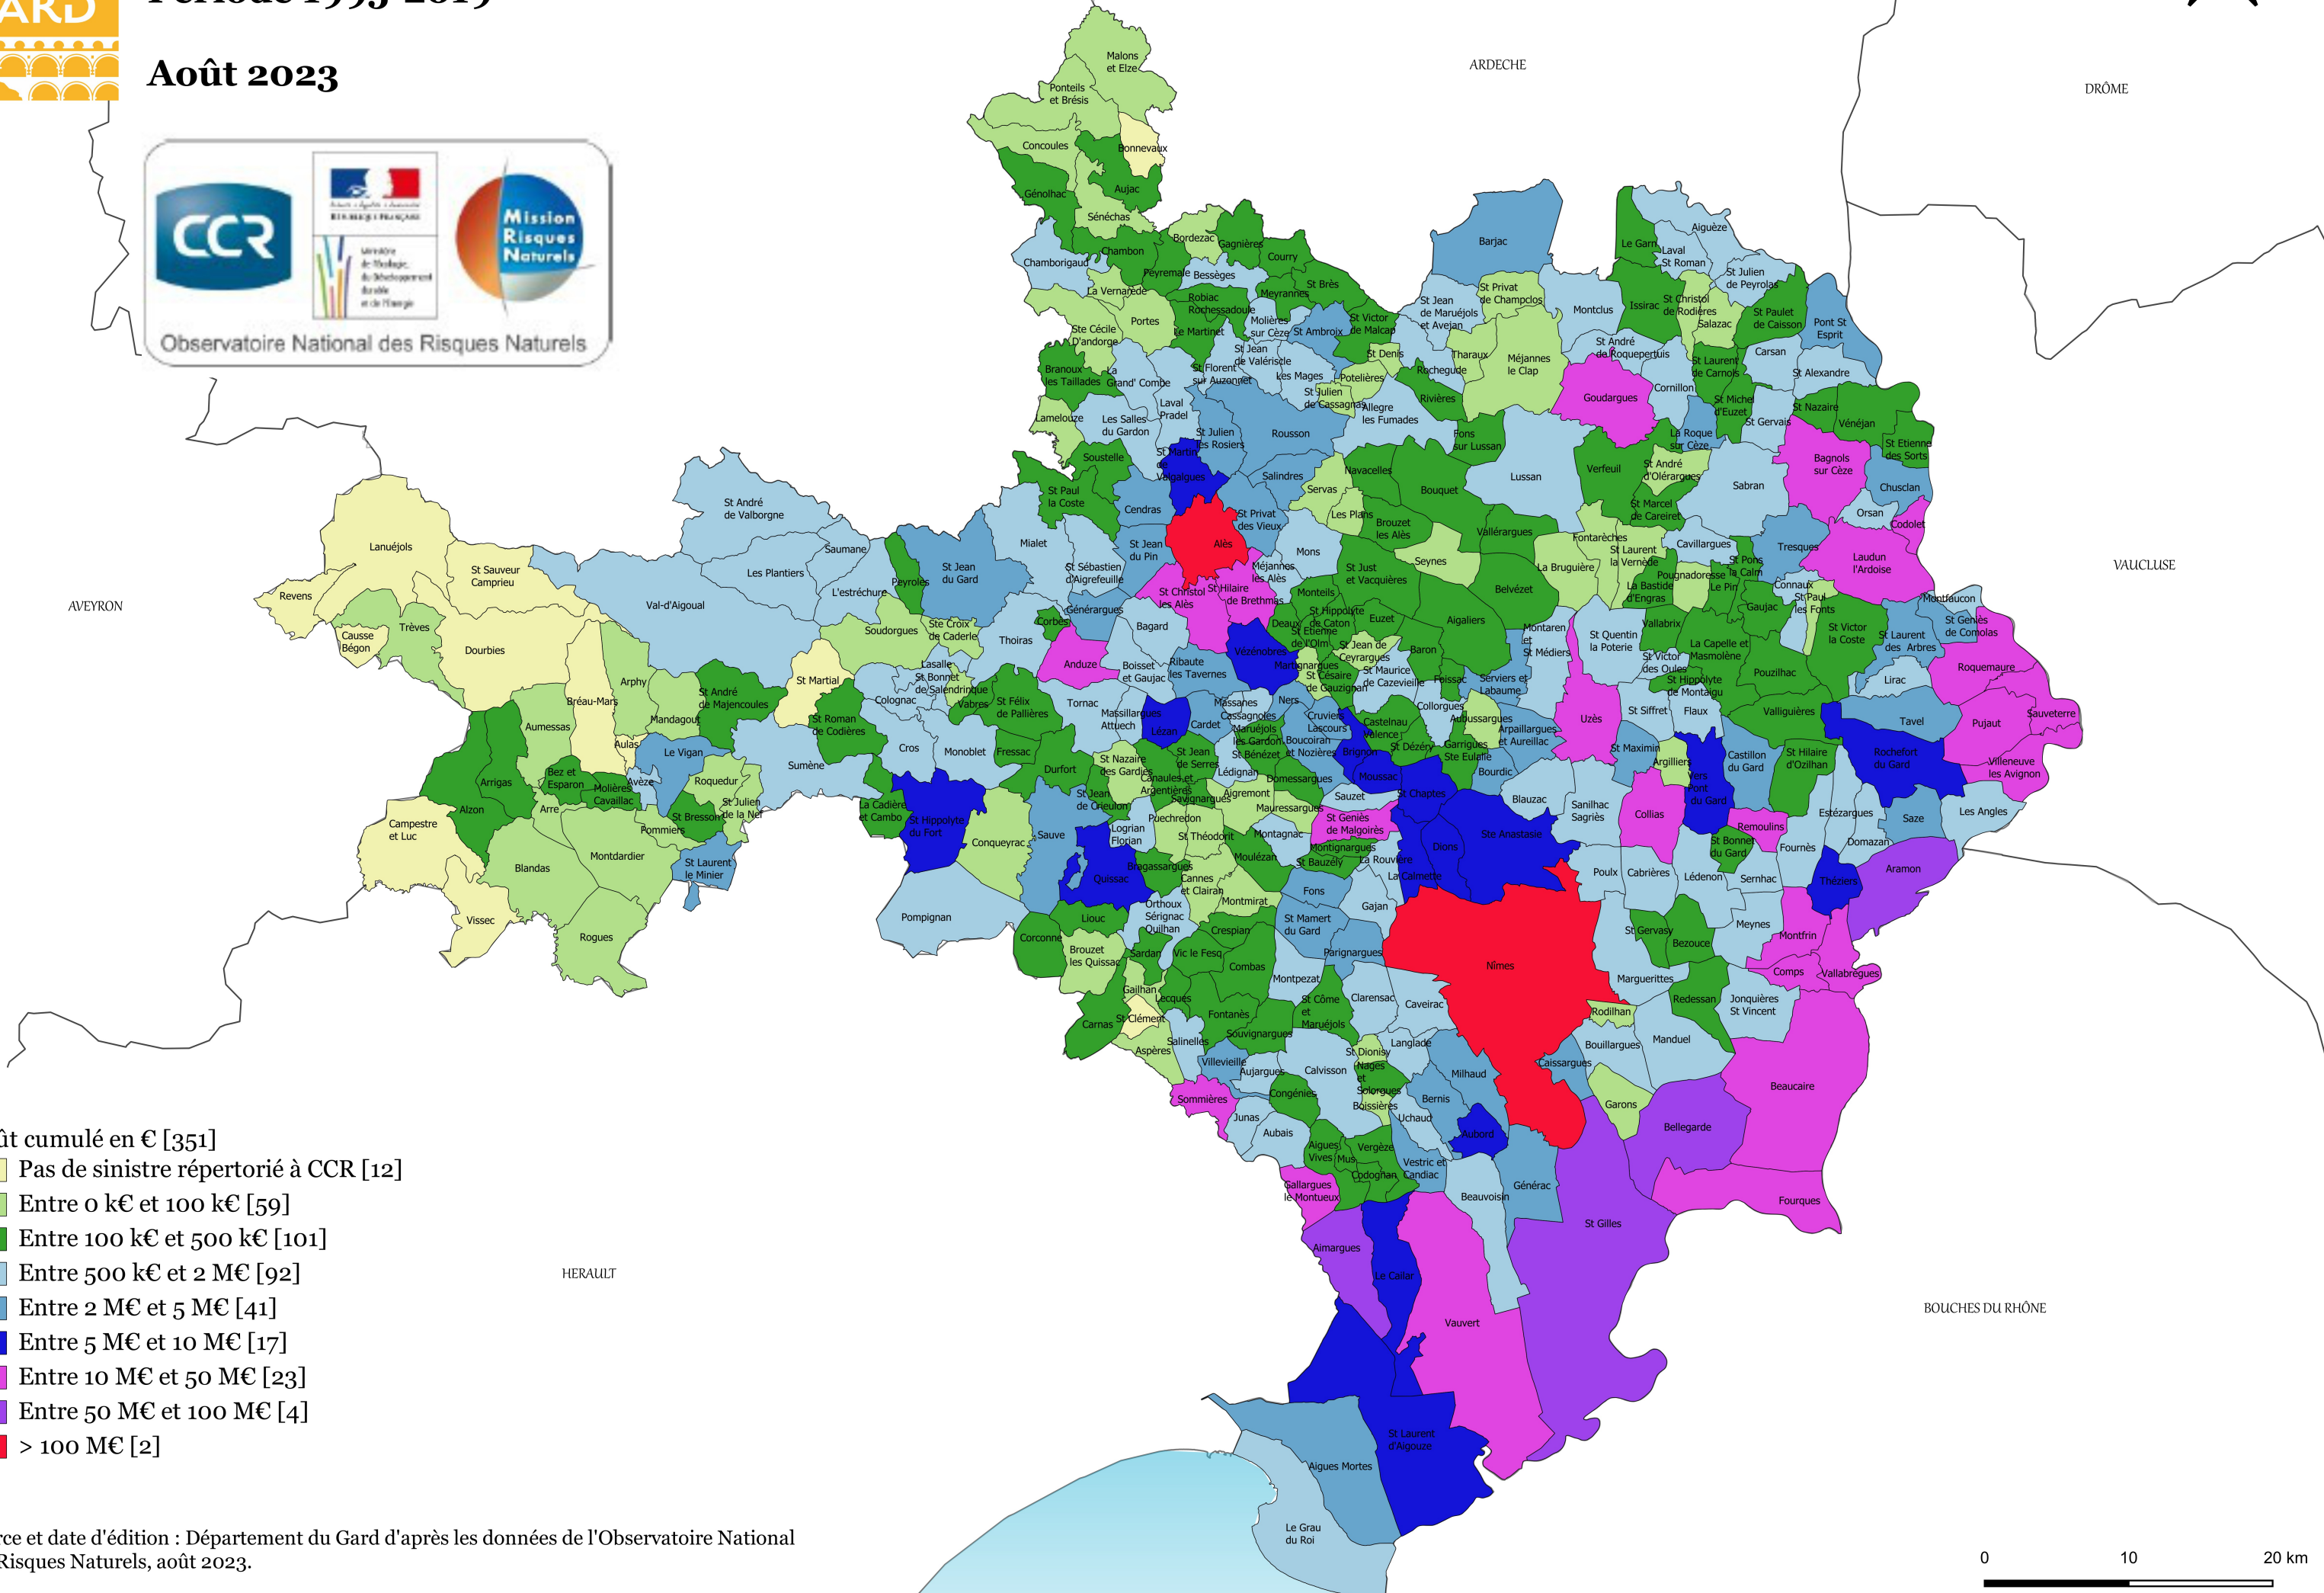 ARD
Période 1995-2019
Août 2023
CCR
RÉPUBLIQUE FRANÇAISE
Ministère
de l'Ecologie,
du Développement
durable
et de l'Energie
Mission
Risques
Naturels
Observatoire National des Risques Naturels
ARDECHE
DRÔME
VAUCLUSE
AVEYRON
HERAULT
BOUCHES DU RHÔNE
Malons
et Elze
Ponteils
et Brésis
Concoules
Bonnevaux
Génolhac
Aujac
Sénéchas
Chamborigaud
Chambon
Bordezac
Gagnières
Courry
Peyremale
Bessèges
La Vernarède
Robiac
Rochessadoule
Meyrannes
St Brès
Portes
Le Martinet
Molières
sur Cèze
St Ambroix
St Victor
de Malcap
Ste Cécile
D'andorge
St Jean
de Valériscle
St Denis
Branoux
les Taillades
La
Grand' Combe
St Florent
sur Auzonnet
Les Mages
Potelières
St Julien
de Cassagnas
Rochegude
Rivières
Tharaux
Méjannes
le Clap
Barjac
St Jean
de Maruéjols
et Avejan
St Privat
de Champclos
Montclus
Le Garn
Aiguèze
Laval
St Roman
St Julien
de Peyrolas
Issirac
St Christol
de Rodières
Salazac
St Paulet
de Caisson
Pont St
Esprit
St André
de Roquepertuis
St Laurent
de Carnols
Carsan
St Alexandre
Goudargues
Cornillon
St Michel
d'Euzet
St Gervais
St Nazaire
Vénéjan
La Roque
sur Cèze
St Etienne
des Sorts
Lamelouze
Les Salles
du Gardon
Laval
Pradel
Allegre
les Fumades
St Julien
les Rosiers
Rousson
Fons
sur Lussan
Soustelle
St Martin
de
Valgalgues
Salindres
Navacelles
Bouquet
Lussan
Verfeuil
St André
d'Olérargues
Sabran
Bagnols
sur Cèze
Chusclan
St Paul
la Coste
Servas
Les Plans
Brouzet
les Alès
Vallérargues
St Marcel
de Careiret
Orsan
Codolet
Cendras
St Privat
des Vieux
Alès
Mons
St Jean
du Pin
Fontarèches
St Laurent
la Vernède
Cavillargues
Tresques
Laudun
l'Ardoise
Seynes
La Bruguière
Pougnadoresse
St Pons
la Calm
Le Pin
Connaux
St Paul
les Fonts
La Bastide
d'Engras
Gaujac
Montfaucon
St André
de Valborgne
Saumane
Les Plantiers
L'estréchure
Peyroles
St Jean
du Gard
Mialet
St Sébastien
d'Aigrefeuille
Générargues
St Christol
les Alès
St Hilaire
de Brethmas
Méjannes
les Alès
Monteils
St Just
et Vacquières
St Hippolyte
de Caton
Belvézet
Deaux
St Etienne
de l'Olm
Euzet
Aigaliers
Vallabrix
La Capelle et
Masmolène
St Victor
la Coste
St Laurent
des Arbres
St Geniès
de Comolas
Lanuéjols
St Sauveur
Camprieu
Revens
Trèves
Causse
Bégon
Dourbies
Val-d'Aigoual
Soudorgues
Ste Croix
de Caderle
Thoiras
Corbès
Anduze
Bagard
Boisset
et Gaujac
Ribaute
les Tavernes
Vézénobres
Martignargues
St Jean de
Ceyrargues
St Maurice
de Cazevieille
St Césaire
de Gauzignan
Baron
Foissac
Montaren
et
St Médiers
Serviers et
Labaume
St Quentin
la Poterie
St Victor
des Oules
St Hippolyte
de Montaigu
Pouzilhac
Lirac
Roquemaure
Bréau-Mars
Arphy
Aumessas
Mandagout
St André
de Majencoules
St Martial
St Roman
de Codières
Lasalle
St Bonnet
de Salendrinque
Colognac
Vabres
St Félix
de Pallières
Tornac
Massillargues
Attuech
Lézan
Cardet
Massanes
Cassagnoles
Ners
Maruéjols
les Gardon
Cruviers
Lascours
Boucoiran
et Nozières
Brignon
Castelnau
Valence
Collorgues
Aubussargues
Arpaillargues
et Aureillac
Uzès
St Siffret
Flaux
Valliguières
Tavel
Pujaut
Sauveterre
Aulas
Le Vigan
Avèze
Roquedur
Sumène
Cros
Monoblet
Fressac
Durfort
St Nazaire
des Gardies
St Jean
de Serres
St Bénézet
Lédignan
Domessargues
Moussac
St Dézéry
Garrigues
Ste Eulalie
Bourdic
St Maximin
Argilliers
Vers
Pont
du Gard
Castillon
du Gard
St Hilaire
d'Ozilhan
Rochefort
du Gard
Villeneuve
les Avignon
Arrigas
Alzon
Bez et
Esparon
Molières
Cavaillac
Arre
St Bresson
St Julien
de la Nef
Pommiers
Canaules et
Argentières
Savignargues
Aigremont
Mauressargues
Sauzet
St Chaptes
Blauzac
Sanilhac
Sagriès
Collias
Remoulins
Estézargues
Saze
Les Angles
Campestre
et Luc
Blandas
Montdardier
St Laurent
le Minier
La Cadière
et Cambo
St Hippolyte
du Fort
Conqueyrac
Sauve
St Jean
de Crieulon
Logrian
Florian
Puechredon
St Théodorit
Montagnac
St Geniès
de Malgoirès
Montignargues
Dions
Ste Anastasie
St Bonnet
du Gard
Fournès
Domazan
Aramon
Théziers
Vissec
Rogues
Pompignan
Quissac
Bragassargues
Cannes
et Clairan
Moulézan
St Bauzély
La Rouvière
La Calmette
Montmirat
Fons
Gajan
Poulx
Cabrières
Lédenon
Sernhac
Liouc
Orthoux
Sérignac
Quilhan
Corconne
Brouzet
les Quissac
Sardan
Vic le Fesq
Crespian
Combas
St Mamert
du Gard
Parignargues
Nîmes
St Gervasy
Bezouce
Meynes
Montfrin
Comps
Vallabrègues
Gailhan
Lecques
Montpezat
Clarensac
Caveirac
Marguerittes
Redessan
Jonquières
St Vincent
Carnas
St Clément
Fontanès
St Côme
et
Maruéjols
Souvignargues
Rodilhan
Manduel
Bouillargues
Aspères
Salinelles
Villevieille
Aujargues
Calvisson
St Dionisy
Langlade
Nages
et
Solorgues
Milhaud
Caissargues
Garons
Bellegarde
Beaucaire
Sommières
Congénies
Boissières
Bernis
Uchaud
Aubord
Junas
Aubais
Aigues
Vives
Mus
Vergèze
Codognan
Vestric et
Candiac
Générac
Beauvoisin
Gallargues
le Montueux
Fourques
St Gilles
Aimargues
Le Cailar
Vauvert
St Laurent
d'Aigouze
Aigues Mortes
Le Grau
du Roi
ût cumulé en € [351]
Pas de sinistre répertorié à CCR [12]
Entre 0 k€ et 100 k€ [59]
Entre 100 k€ et 500 k€ [101]
Entre 500 k€ et 2 M€ [92]
Entre 2 M€ et 5 M€ [41]
Entre 5 M€ et 10 M€ [17]
Entre 10 M€ et 50 M€ [23]
Entre 50 M€ et 100 M€ [4]
> 100 M€ [2]
rce et date d'édition : Département du Gard d'après les données de l'Observatoire National
Risques Naturels, août 2023.
0 10 20 km